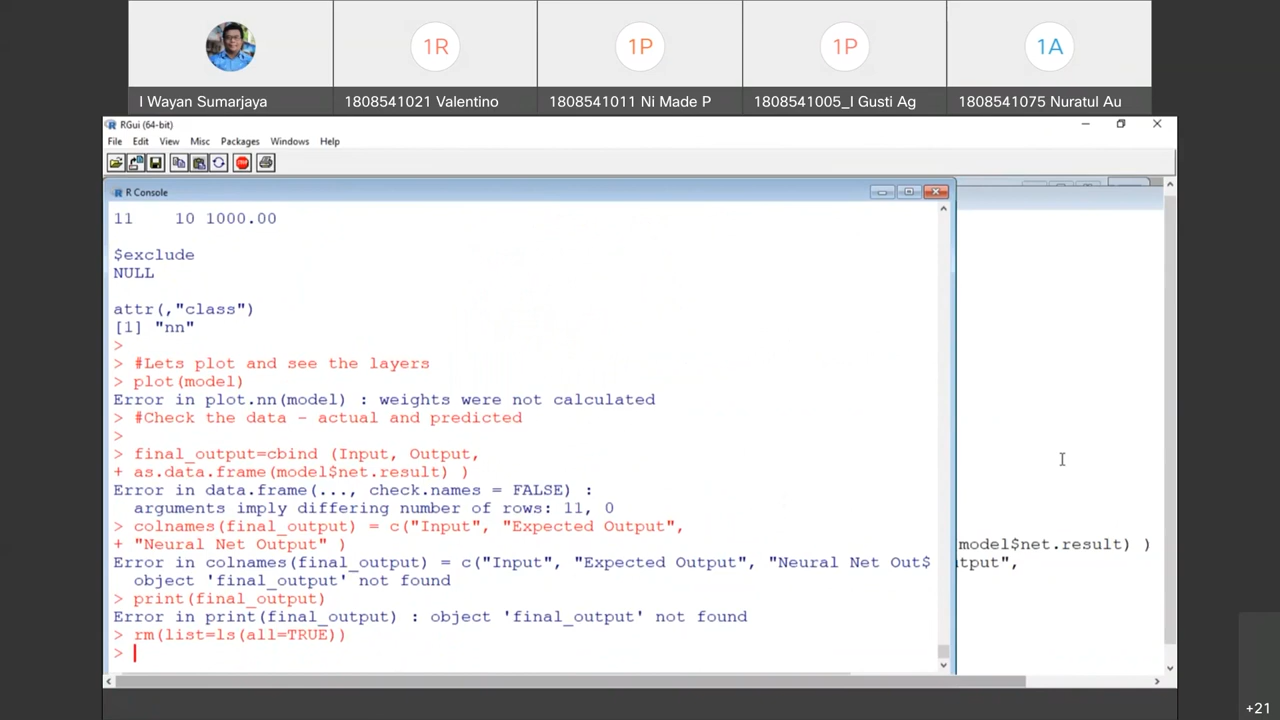 1R
1P
1P
1A
I Wayan Sumarjaya
1808541021 Valentino
1808541011 Ni Made P
1808541005_I Gusti Ag
1808541075 Nuratul Au
RGui (64-bit)
File Edit View Misc Packages Windows Help
STOP
R Console
11 10 1000.00
$exclude
NULL
attr(,"class")
[1] "nn"
>
> #Lets plot and see the layers
> plot(model)
Error in plot.nn(model) : weights were not calculated
> #Check the data - actual and predicted
>
> final_output=cbind (Input, Output,
+ as.data.frame(model$net.result) )
Error in data.frame(..., check.names = FALSE) :
arguments imply differing number of rows: 11, 0
> colnames(final_output) = c("Input", "Expected Output",
+ "Neural Net Output" )
Error in colnames(final_output) = c("Input", "Expected Output", "Neural Net Out$
object 'final_output' not found
> print(final_output)
Error in print(final_output) : object 'final_output' not found
> rm(list=ls(all=TRUE))
>
model$net.result) )
tput",
+21